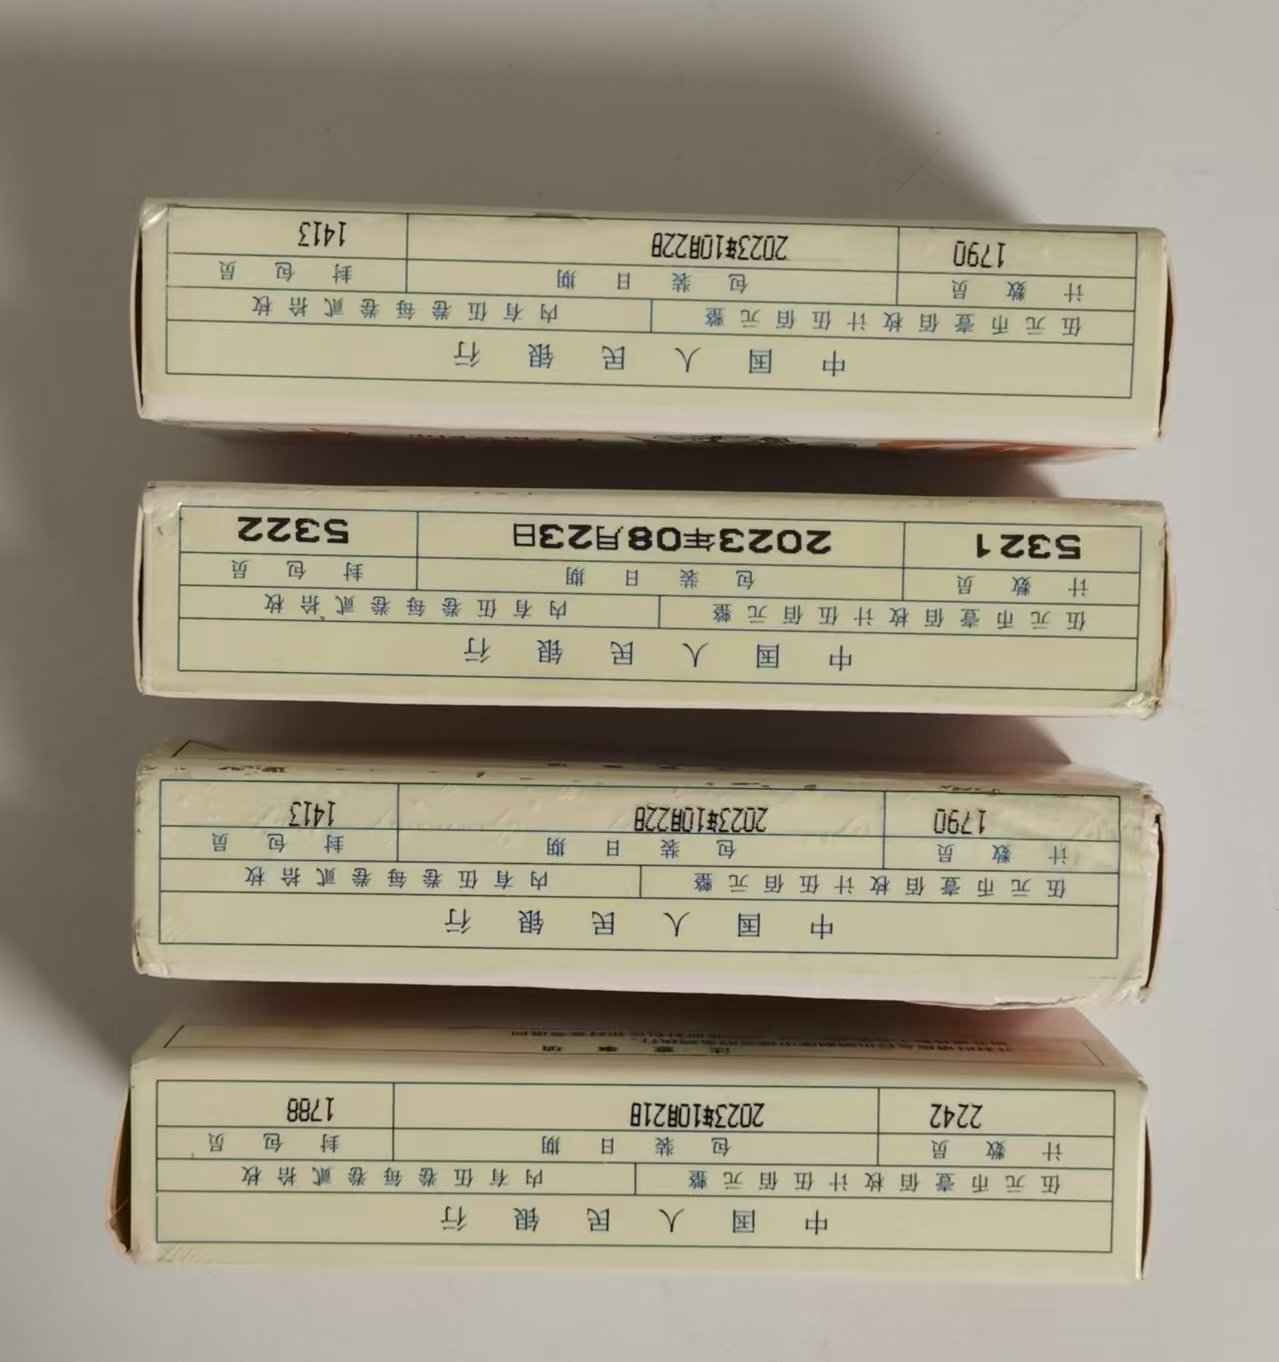 中国人民银行
伍元币壹佰枚计伍佰元整 内有伍卷每卷贰拾枚
计数员 包装日期 封包员
2242 2023年10月21日 1788
注意事项
中国人民银行
伍元币壹佰枚计伍佰元整 内有伍卷每卷贰拾枚
计数员 包装日期 封包员
1790 2023年10月22日 1413
中国人民银行
伍元币壹佰枚计伍佰元整 内有伍卷每卷贰拾枚
计数员 包装日期 封包员
5321 2023年08月23日 5322
中国人民银行
伍元币壹佰枚计伍佰元整 内有伍卷每卷贰拾枚
计数员 包装日期 封包员
1790 2023年10月22日 1413